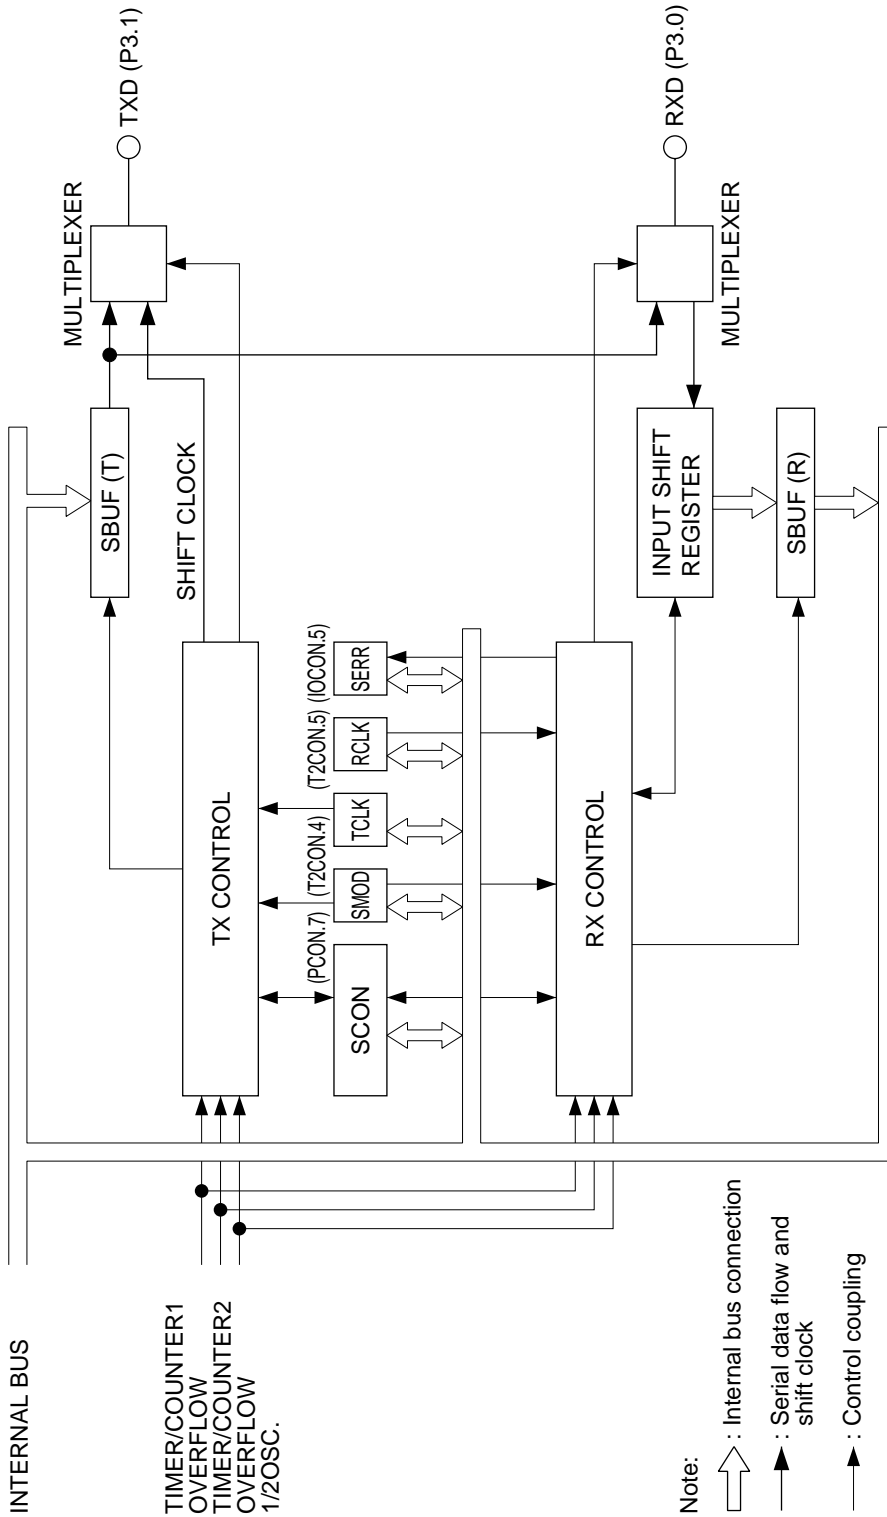 INTERNAL BUS
TIMER/COUNTER1
OVERFLOW
TIMER/COUNTER2
OVERFLOW
1/2OSC.
TX CONTROL
SBUF (T)
SHIFT CLOCK
MULTIPLEXER
TXD (P3.1)
(PCON.7)
(T2CON.4)
(T2CON.5)
(IOCON.5)
SCON
SMOD
TCLK
RCLK
SERR
RX CONTROL
INPUT SHIFT
REGISTER
SBUF (R)
MULTIPLEXER
RXD (P3.0)
Note:
: Internal bus connection
: Serial data flow and
shift clock
: Control coupling